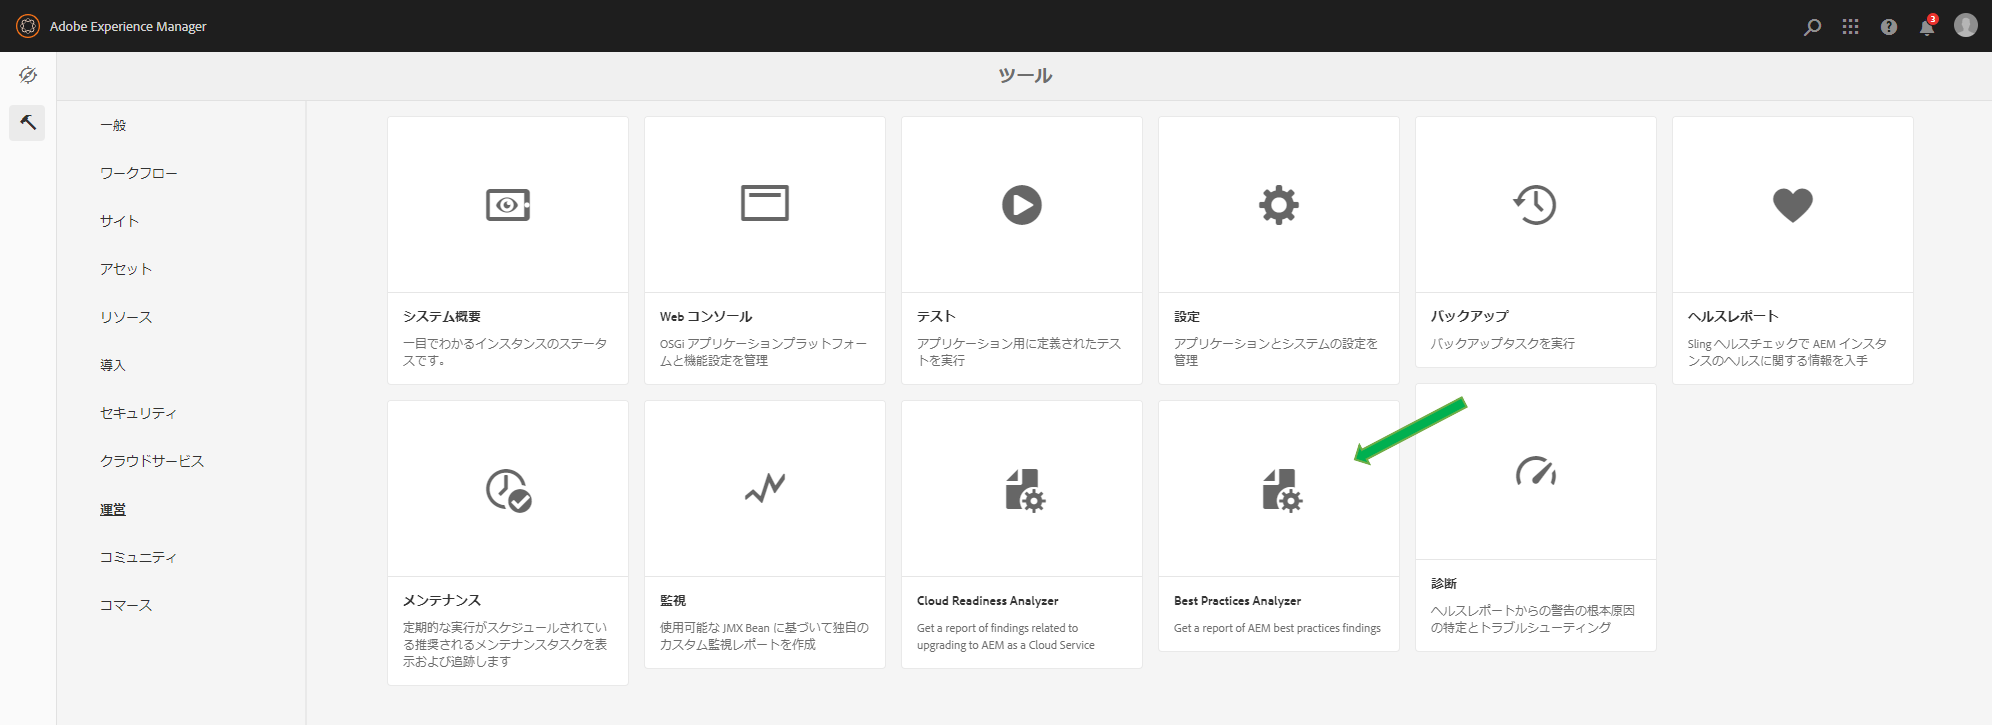 Adobe Experience Manager
3
ツール
一般
ワークフロー
サイト
アセット
リソース
導入
セキュリティ
クラウドサービス
運営
コミュニティ
コマース
システム概要
一目でわかるインスタンスのステータ
スです。
Web コンソール
OSGi アプリケーションプラットフォー
ムと機能設定を管理
テスト
アプリケーション用に定義されたテス
トを実行
設定
アプリケーションとシステムの設定を
管理
バックアップ
バックアップタスクを実行
ヘルスレポート
Sling ヘルスチェックで AEM インスタ
ンスのヘルスに関する情報を入手
メンテナンス
定期的な実行がスケジュールされてい
る推奨されるメンテナンスタスクを表
示および追跡します
監視
使用可能な JMX Bean に基づいて独自の
カスタム監視レポートを作成
Cloud Readiness Analyzer
Get a report of findings related to
upgrading to AEM as a Cloud Service
Best Practices Analyzer
Get a report of AEM best practices findings
診断
ヘルスレポートからの警告の根本原因
の特定とトラブルシューティング